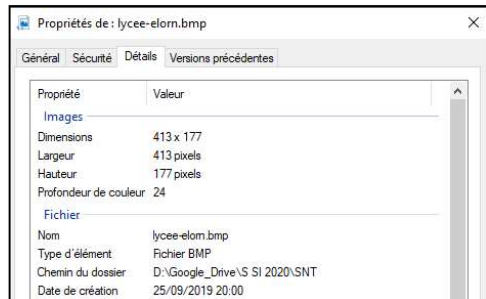 Propriétés de : lycee-elorn.bmp
Général Sécurité Détails Versions précédentes
Propriété Valeur
Images
Dimensions 413 x 177
Largeur 413 pixels
Hauteur 177 pixels
Profondeur de couleur 24
Fichier
Nom lycee-elorn.bmp
Type d'élément Fichier BMP
Chemin du dossier D:\Google_Drive\S SI 2020\SNT
Date de création 25/09/2019 20:00